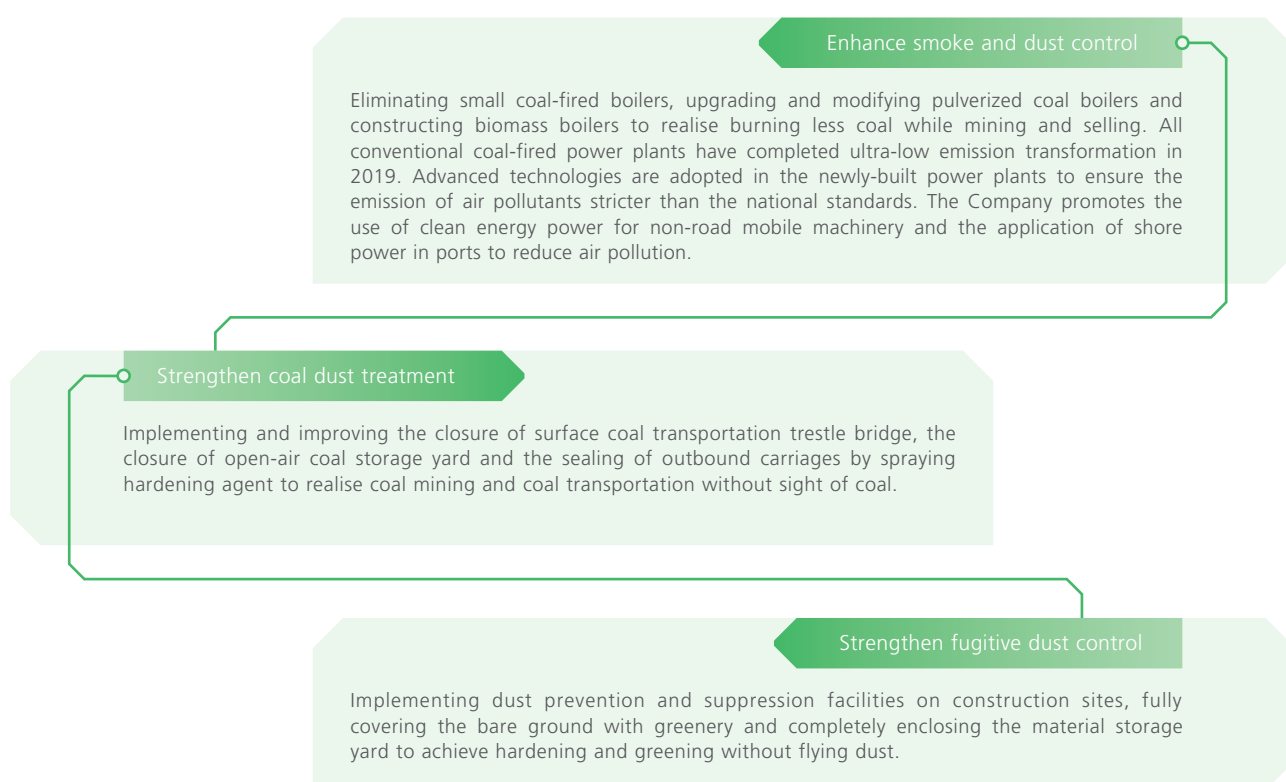 Enhance smoke and dust control
Eliminating small coal-fired boilers, upgrading and modifying pulverized coal boilers and
constructing biomass boilers to realise burning less coal while mining and selling. All
conventional coal-fired power plants have completed ultra-low emission transformation in
2019. Advanced technologies are adopted in the newly-built power plants to ensure the
emission of air pollutants stricter than the national standards. The Company promotes the
use of clean energy power for non-road mobile machinery and the application of shore
power in ports to reduce air pollution.
Strengthen coal dust treatment
Implementing and improving the closure of surface coal transportation trestle bridge, the
closure of open-air coal storage yard and the sealing of outbound carriages by spraying
hardening agent to realise coal mining and coal transportation without sight of coal.
Strengthen fugitive dust control
Implementing dust prevention and suppression facilities on construction sites, fully
covering the bare ground with greenery and completely enclosing the material storage
yard to achieve hardening and greening without flying dust.